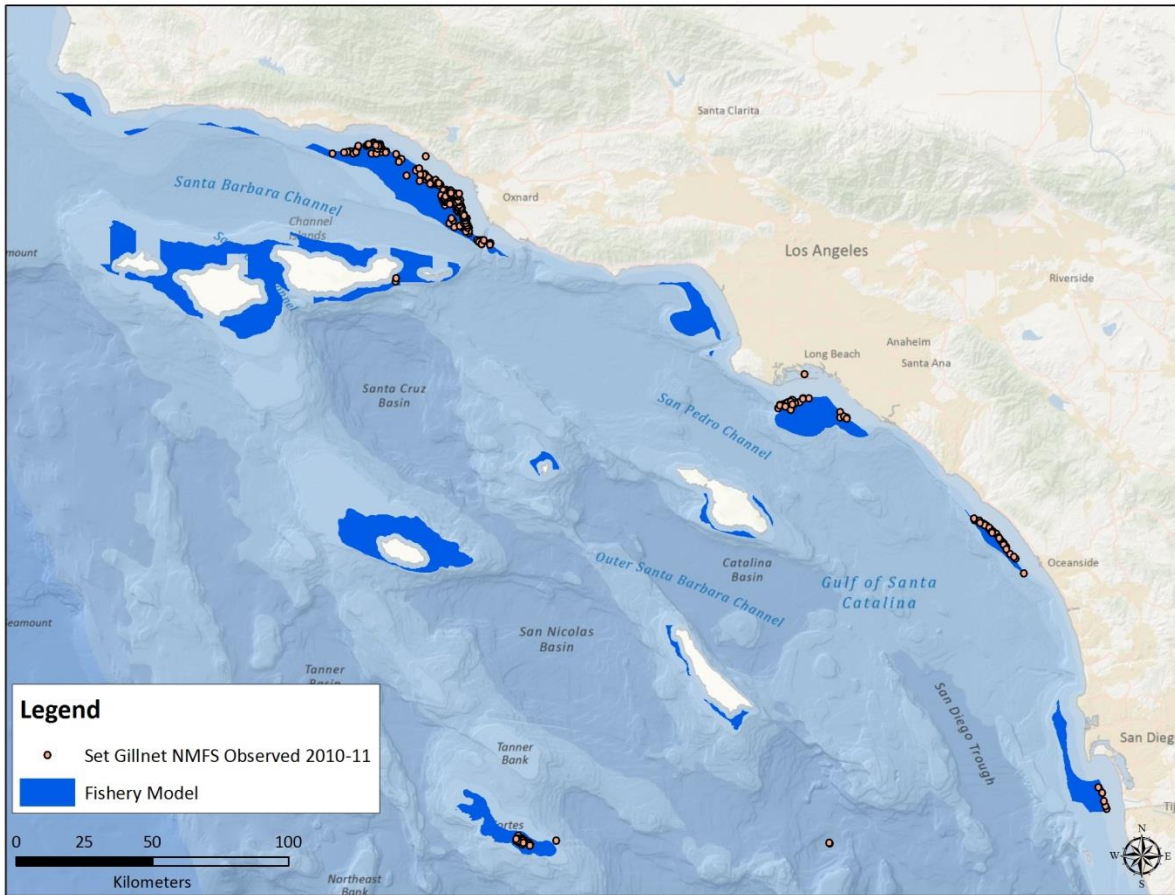 Santa Clarita
Santa Barbara
Channel
Oxnard
Channel
Islands
Los Angeles
Riverside
Anaheim
Long Beach
Santa Ana
Santa Cruz
Basin
San Pedro
Channel
Outer Santa Barbara Channel
Catalina
Basin
Gulf of Santa
Catalina
Oceanside
San Nicolas
Basin
Tanner
San Diego
Trough
San Dieg
Tanner
Bank
Northeast
Bank
Legend
Set Gillnet NMFS Observed 2010-11
Fishery Model
0 25 50 100
Kilometers
N
W E
S